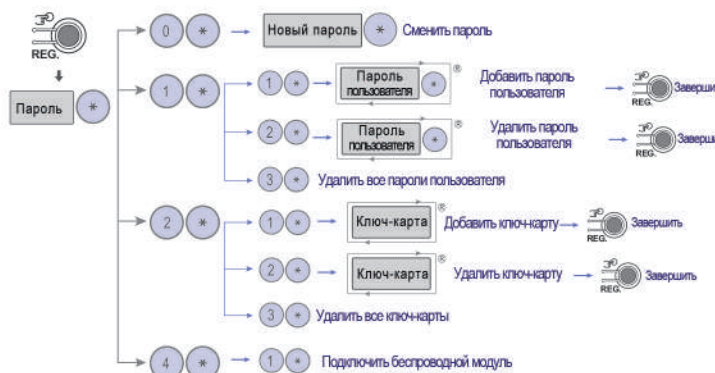 REG.
0 * Новый пароль * Сменить пароль
Пароль *
1 * 1 * Пароль пользователя * ® Добавить пароль пользователя REG. Заверши
2 * Пароль пользователя * ® Удалить пароль пользователя REG. Заверши
3 * Удалить все пароли пользователя
2 * 1 * Ключ-карта ® Добавить ключ-карту REG. Завершить
2 * Ключ-карта ® Удалить ключ-карту REG. Завершить
3 * Удалить все ключ-карты
4 * 1 * Подключить беспроводной модуль